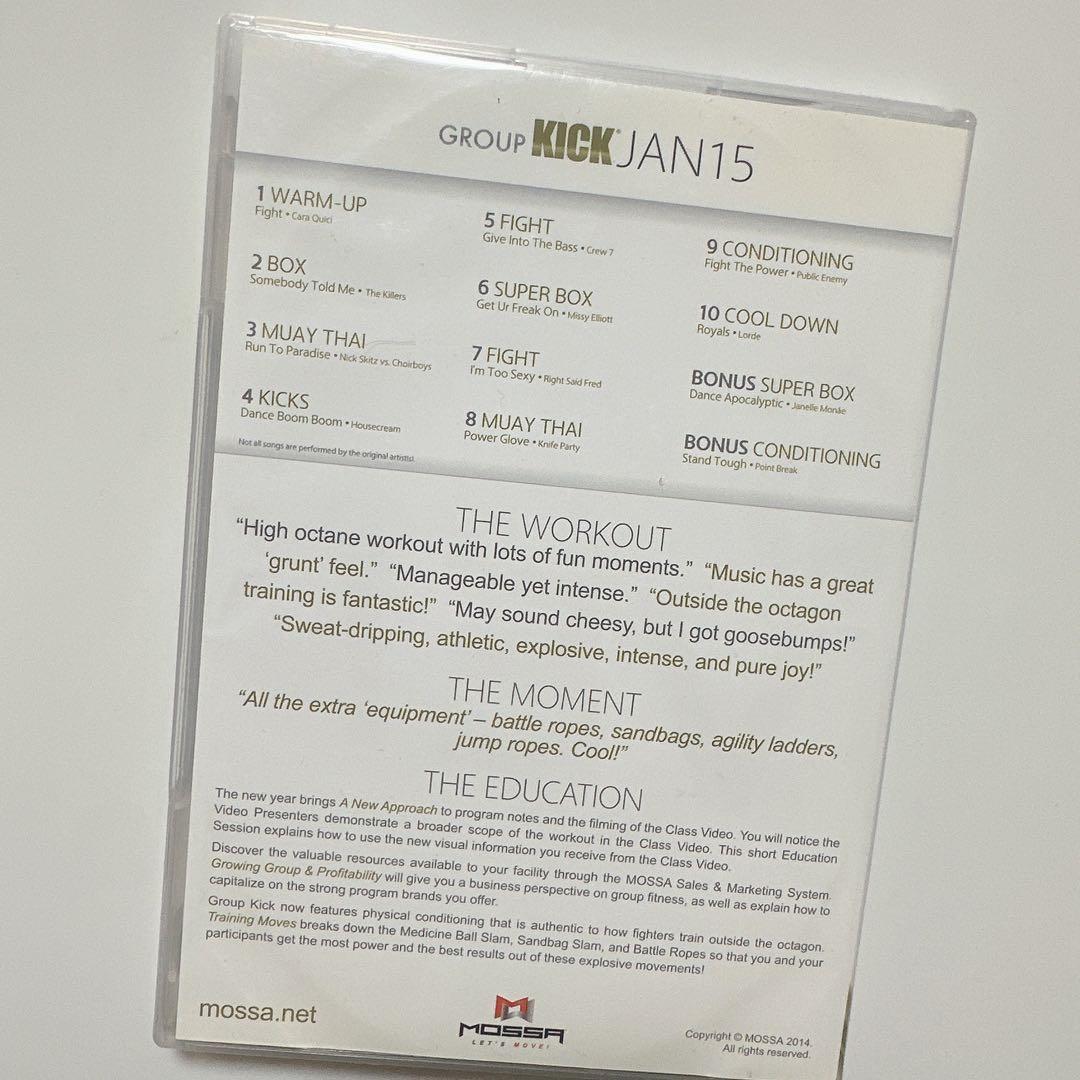 GROUP KICK® JAN15
1 WARM-UP
Fight • Cara Quici
2 BOX
Somebody Told Me • The Killers
3 MUAY THAI
Run To Paradise • Nick Skitz vs. Choirboys
4 KICKS
Dance Boom Boom • Housecream
Not all songs are performed by the original artist(s).
5 FIGHT
Give Into The Bass • Crew 7
6 SUPER BOX
Get Ur Freak On • Missy Elliott
7 FIGHT
I'm Too Sexy • Right Said Fred
8 MUAY THAI
Power Glove • Knife Party
9 CONDITIONING
Fight The Power • Public Enemy
10 COOL DOWN
Royals • Lorde
BONUS SUPER BOX
Dance Apocalyptic • Janelle Monáe
BONUS CONDITIONING
Stand Tough • Point Break
THE WORKOUT
“High octane workout with lots of fun moments.” “Music has a great
‘grunt’ feel.” “Manageable yet intense.” “Outside the octagon
training is fantastic!” “May sound cheesy, but I got goosebumps!”
“Sweat-dripping, athletic, explosive, intense, and pure joy!”
THE MOMENT
“All the extra ‘equipment’ – battle ropes, sandbags, agility ladders,
jump ropes. Cool!”
THE EDUCATION
The new year brings A New Approach to program notes and the filming of the Class Video. You will notice the
Video Presenters demonstrate a broader scope of the workout in the Class Video. This short Education
Session explains how to use the new visual information you receive from the Class Video.
Discover the valuable resources available to your facility through the MOSSA Sales & Marketing System.
Growing Group & Profitability will give you a business perspective on group fitness, as well as explain how to
capitalize on the strong program brands you offer.
Group Kick now features physical conditioning that is authentic to how fighters train outside the octagon.
Training Moves breaks down the Medicine Ball Slam, Sandbag Slam, and Battle Ropes so that you and your
participants get the most power and the best results out of these explosive movements!
mossa.net
MOSSA
LET'S MOVE!
Copyright © MOSSA 2014.
All rights reserved.